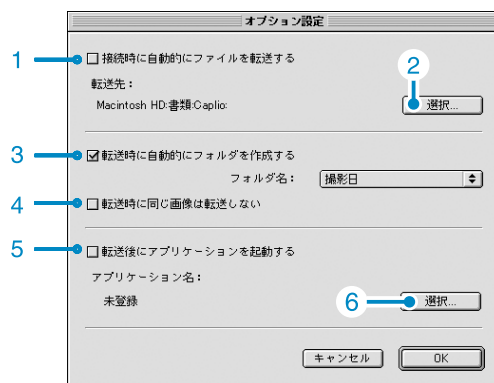 オプション設定
1 接続時に自動的にファイルを転送する
2
転送先：
Macintosh HD:書類:Caplio: 選択...
3 転送時に自動的にフォルダを作成する
フォルダ名： 撮影日
4 転送時に同じ画像は転送しない
5 転送後にアプリケーションを起動する
アプリケーション名：
未登録 6 選択...
キャンセル OK